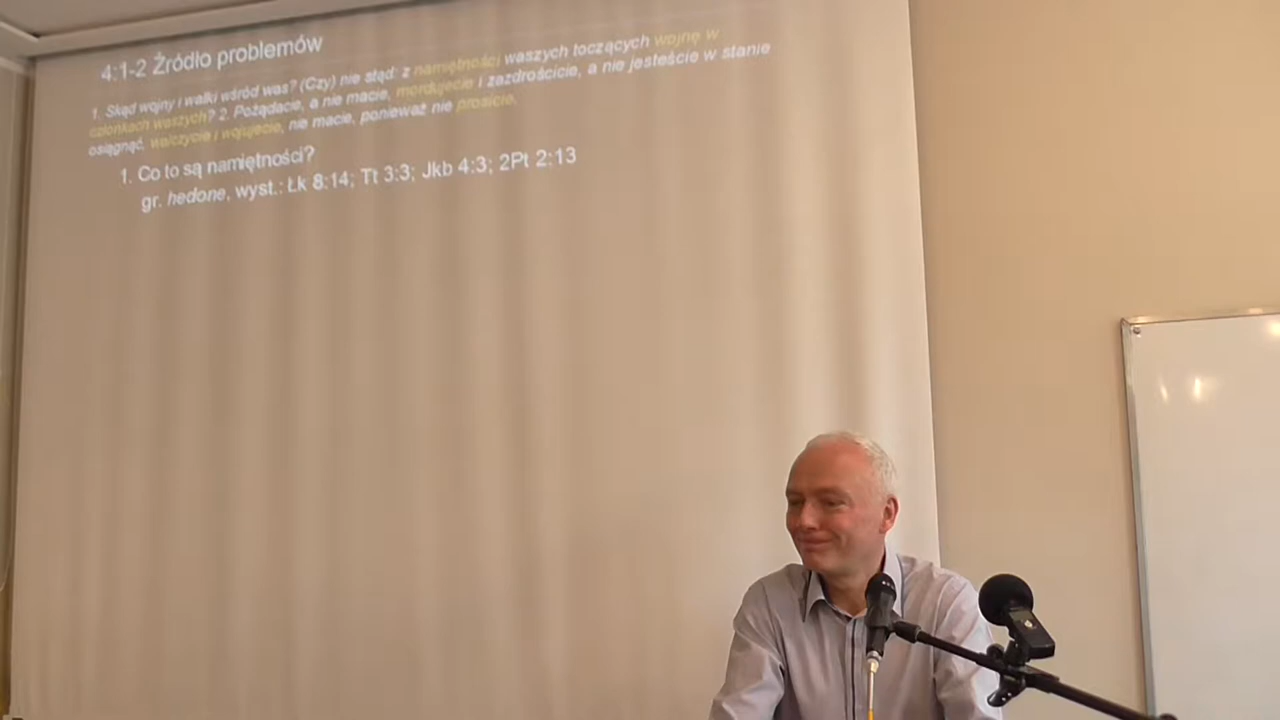 4:1-2 Źródło problemów
1. Skąd wojny i walki wśród was? (Czy) nie stąd: z namiętności waszych toczących wojnę w
członkach waszych? 2. Pożądacie, a nie macie, mordujecie i zazdrościcie, a nie jesteście w stanie
osiągnąć, walczycie i wojujecie, nie macie, ponieważ nie prosicie.
1. Co to są namiętności?
gr. hedone, wyst.: Łk 8:14; Tt 3:3; Jkb 4:3; 2Pt 2:13